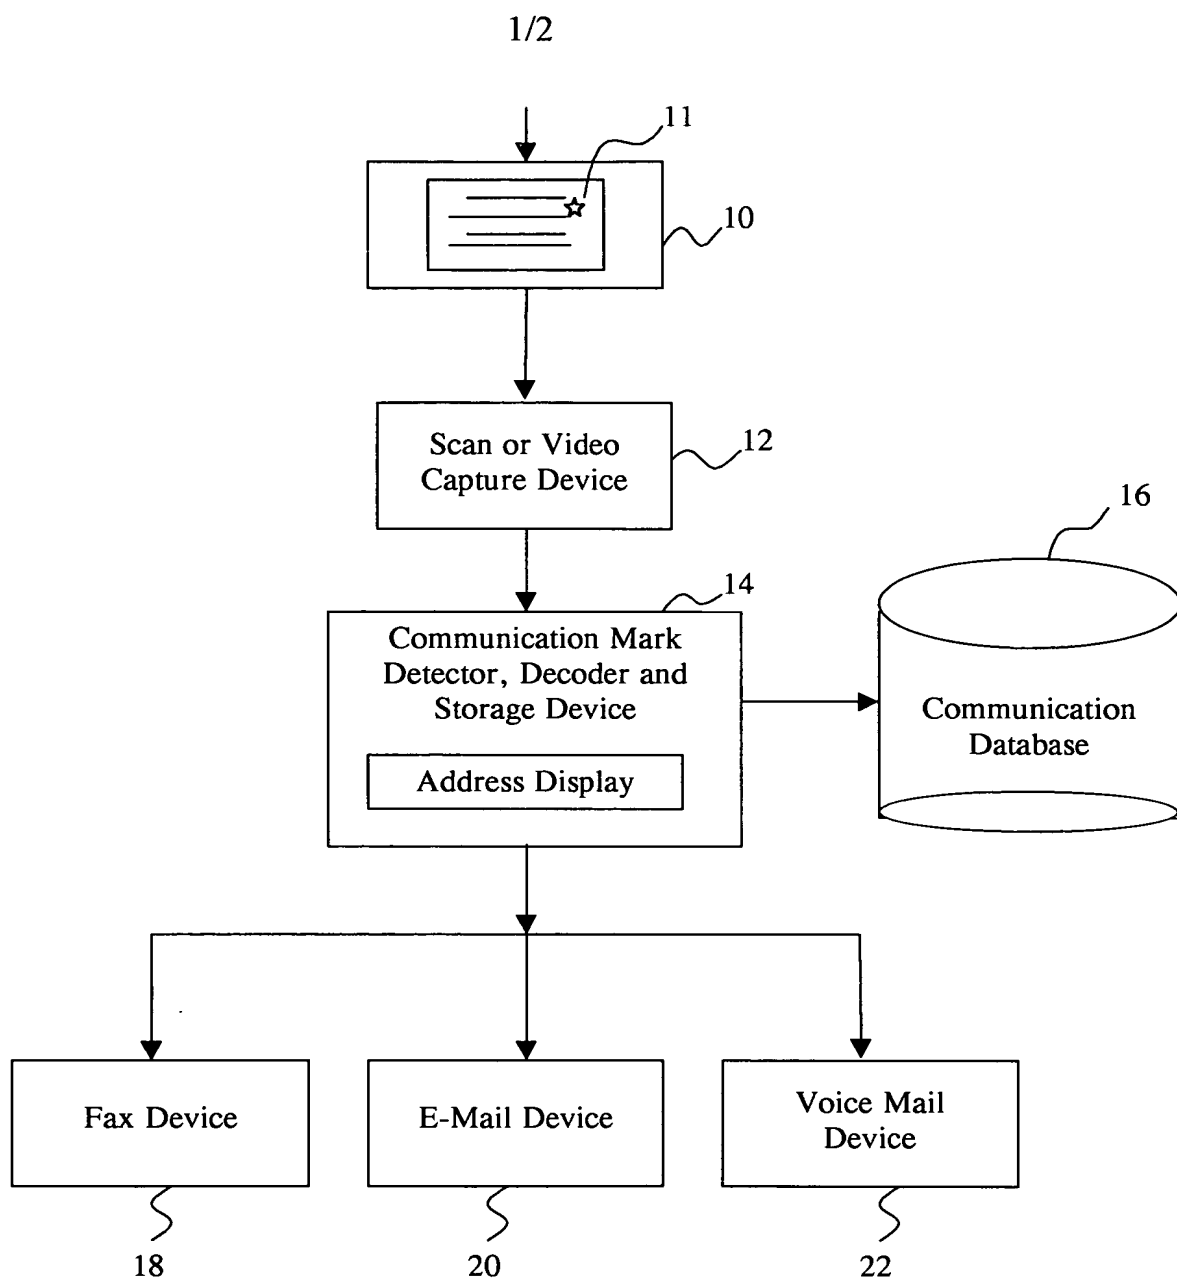 1/2
11
10
Scan or Video
Capture Device
12
16
14
Communication Mark
Detector, Decoder and
Storage Device
Address Display
Communication
Database
Fax Device
E-Mail Device
Voice Mail
Device
18
20
22